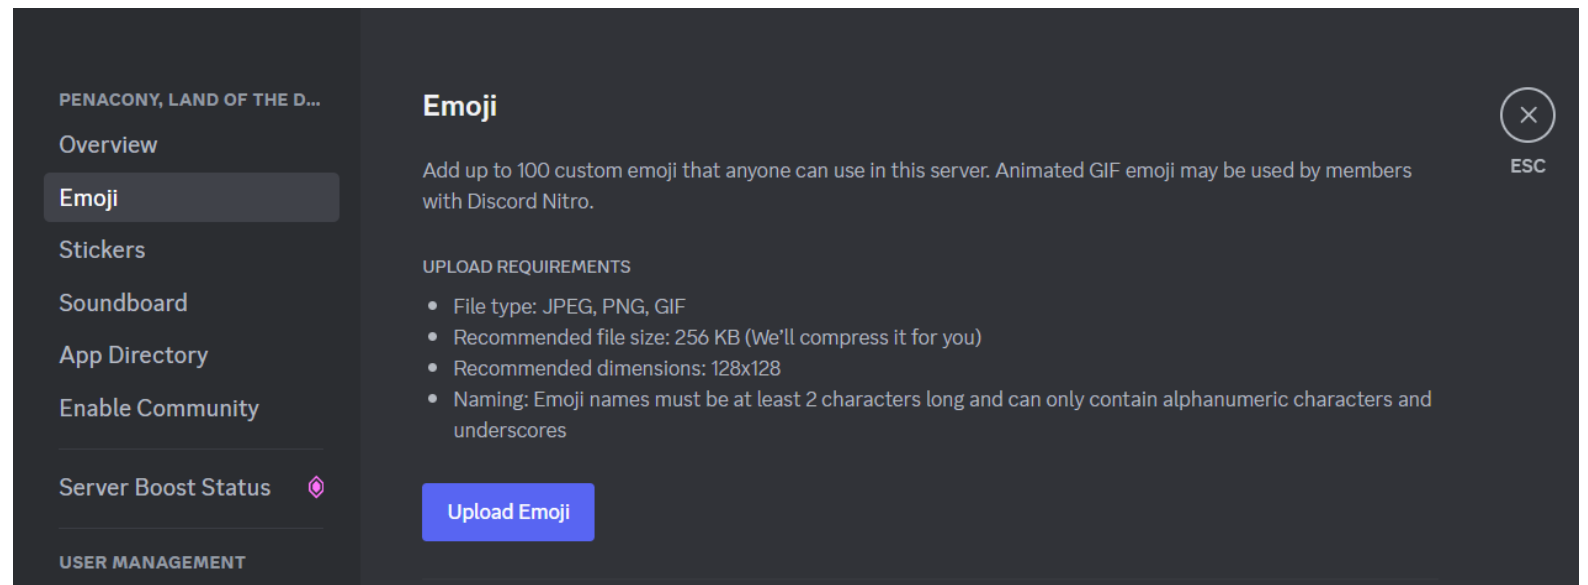 PENACONY, LAND OF THE D...
Overview
Emoji
Stickers
Soundboard
App Directory
Enable Community
Server Boost Status
USER MANAGEMENT
Emoji
Add up to 100 custom emoji that anyone can use in this server. Animated GIF emoji may be used by members
with Discord Nitro.
UPLOAD REQUIREMENTS
• File type: JPEG, PNG, GIF
• Recommended file size: 256 KB (We’ll compress it for you)
• Recommended dimensions: 128x128
• Naming: Emoji names must be at least 2 characters long and can only contain alphanumeric characters and
underscores
Upload Emoji
ESC